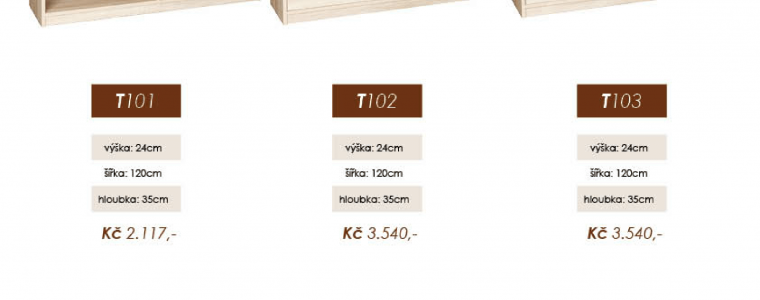 T101 T102 T103
výška: 24cm výška: 24cm výška: 24cm
šířka: 120cm šířka: 120cm šířka: 120cm
hloubka: 35cm hloubka: 35cm hloubka: 35cm
Kč 2.117,- Kč 3.540,- Kč 3.540,-